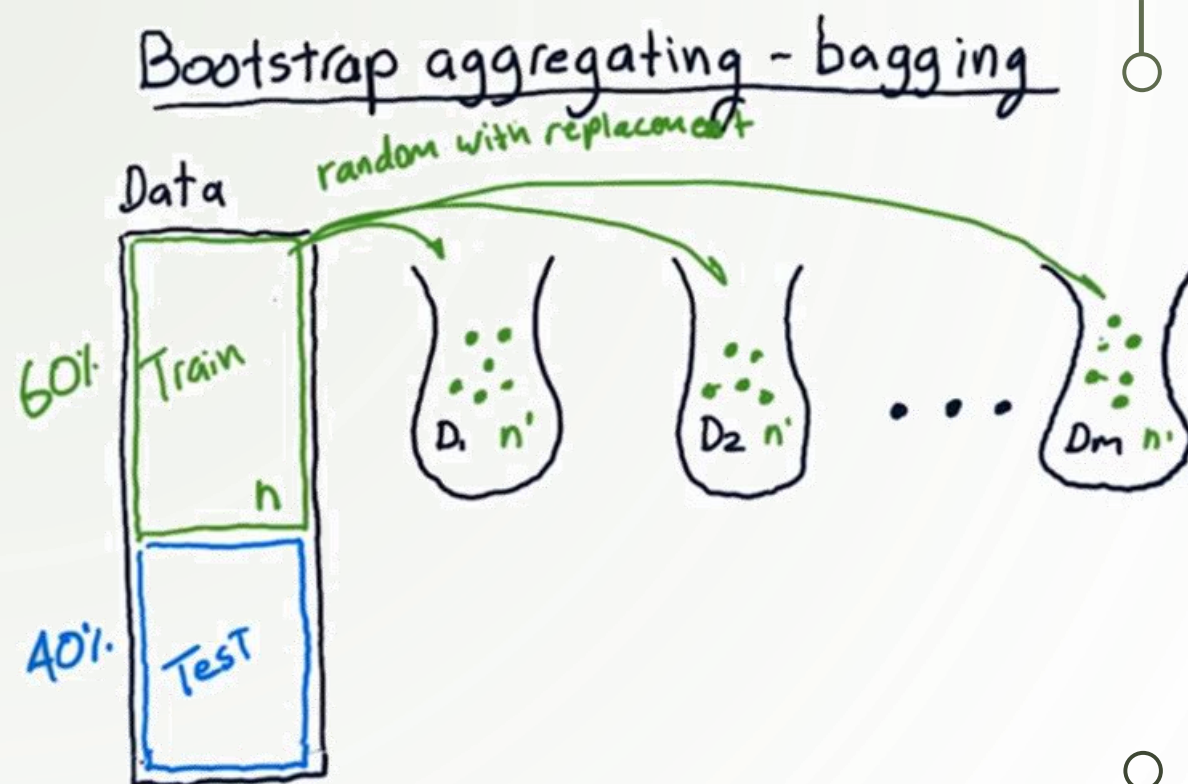 Bootstrap aggregating - bagging
random with replacement
Data
60%
Train
n
D1 n'
D2 n'
Dm n'
40%
Test